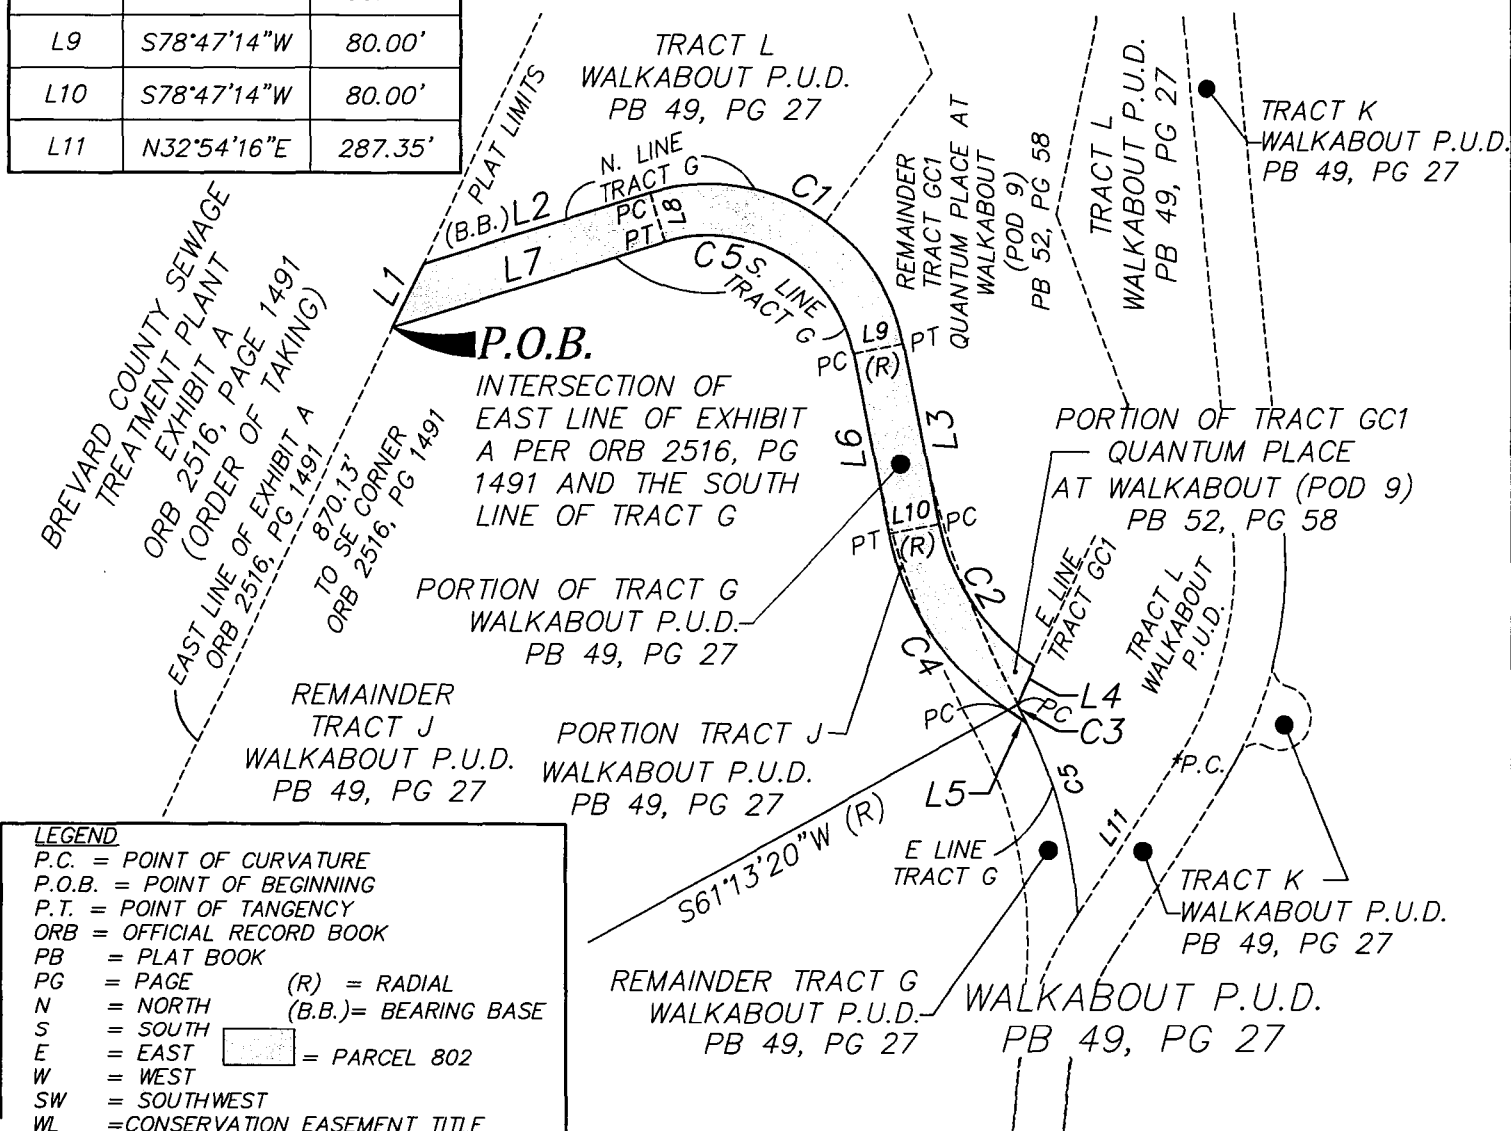 L9 S78°47'14"W 80.00'
L10 S78°47'14"W 80.00'
L11 N32°54'16"E 287.35'
PLAT LIMITS
TRACT L
WALKABOUT P.U.D.
PB 49, PG 27
N. LINE
TRACT G
(B.B.) L2
L1
L7
PC
PT
L8
C1
C5
S. LINE
TRACT G
REMAINDER
TRACT GC1
QUANTUM PLACE AT
WALKABOUT
(POD 9)
PB 52, PG 58
TRACT L
WALKABOUT P.U.D.
PB 49, PG 27
TRACT K
WALKABOUT P.U.D.
PB 49, PG 27
BREVARD COUNTY SEWAGE
TREATMENT PLANT
EXHIBIT A
ORB 2516, PAGE 1491
(ORDER OF TAKING)
EAST LINE OF EXHIBIT A
ORB 2516, PG 1491
870.13'
TO SE CORNER
ORB 2516, PG 1491
P.O.B.
INTERSECTION OF
EAST LINE OF EXHIBIT
A PER ORB 2516, PG
1491 AND THE SOUTH
LINE OF TRACT G
L9
PC
PT
(R)
L6
L3
L10
PT
PC
(R)
PORTION OF TRACT GC1
QUANTUM PLACE
AT WALKABOUT (POD 9)
PB 52, PG 58
PORTION OF TRACT G
WALKABOUT P.U.D.
PB 49, PG 27
C2
E LINE
TRACT GC1
TRACT L
WALKABOUT
P.U.D.
C4
REMAINDER
TRACT J
WALKABOUT P.U.D.
PB 49, PG 27
PORTION TRACT J
WALKABOUT P.U.D.
PB 49, PG 27
PC
PC
L4
C3
L5
C5
*P.C.
L11
S61°13'20"W (R)
E LINE
TRACT G
TRACT K
WALKABOUT P.U.D.
PB 49, PG 27
REMAINDER TRACT G
WALKABOUT P.U.D.
PB 49, PG 27
WALKABOUT P.U.D.
PB 49, PG 27
LEGEND
P.C. = POINT OF CURVATURE
P.O.B. = POINT OF BEGINNING
P.T. = POINT OF TANGENCY
ORB = OFFICIAL RECORD BOOK
PB = PLAT BOOK
PG = PAGE (R) = RADIAL
N = NORTH (B.B.)= BEARING BASE
S = SOUTH
E = EAST = PARCEL 802
W = WEST
SW = SOUTHWEST
WL =CONSERVATION EASEMENT TITLE